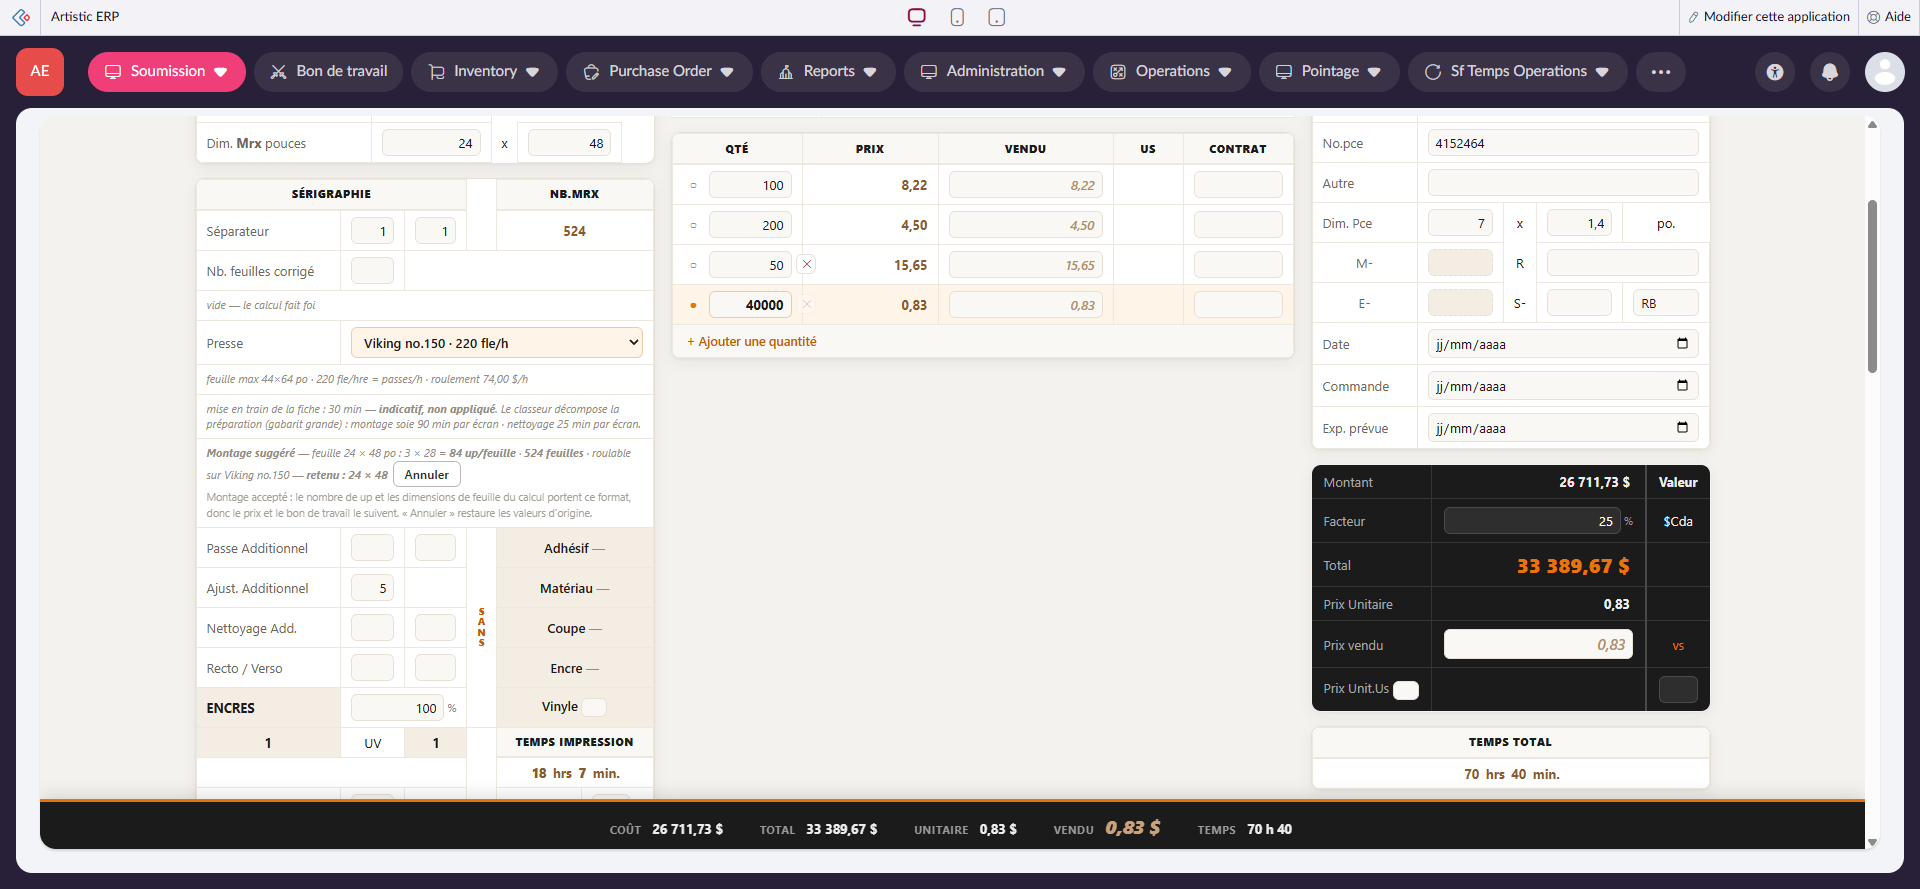 Artistic ERP
Modifier cette application
Aide
AE
Soumission
Bon de travail
Inventory
Purchase Order
Reports
Administration
Operations
Pointage
Sf Temps Operations
Dim. Mrx pouces
24
x
48
SÉRIGRAPHIE
NB.MRX
Séparateur
1
1
524
Nb. feuilles corrigé
vide — le calcul fait foi
Presse
Viking no.150 · 220 fle/h
feuille max 44×64 po · 220 fle/hre = passes/h · roulement 74,00 $/h
mise en train de la fiche : 30 min — indicatif, non appliqué. Le classeur décompose la
préparation (gabarit grande) : montage soie 90 min par écran · nettoyage 25 min par écran.
Montage suggéré — feuille 24 × 48 po : 3 × 28 = 84 up/feuille · 524 feuilles · roulable
sur Viking no.150 — retenu : 24 × 48
Annuler
Montage accepté : le nombre de up et les dimensions de feuille du calcul portent ce format,
donc le prix et le bon de travail le suivent. « Annuler » restaure les valeurs d'origine.
Passe Additionnel
Adhésif —
Ajust. Additionnel
5
Matériau —
Nettoyage Add.
Coupe —
Recto / Verso
Encre —
SANS
ENCRES
100 %
Vinyle
1
UV
1
TEMPS IMPRESSION
18 hrs 7 min.
QTÉ
PRIX
VENDU
US
CONTRAT
100
8,22
8,22
200
4,50
4,50
50
15,65
15,65
40000
0,83
0,83
+ Ajouter une quantité
No.pce
4152464
Autre
Dim. Pce
7
x
1,4
po.
M-
R
E-
S-
RB
Date
jj/mm/aaaa
Commande
jj/mm/aaaa
Exp. prévue
jj/mm/aaaa
Montant
26 711,73 $
Valeur
Facteur
25 %
$Cda
Total
33 389,67 $
Prix Unitaire
0,83
Prix vendu
0,83
vs
Prix Unit.Us
TEMPS TOTAL
70 hrs 40 min.
COÛT 26 711,73 $
TOTAL 33 389,67 $
UNITAIRE 0,83 $
VENDU 0,83 $
TEMPS 70 h 40